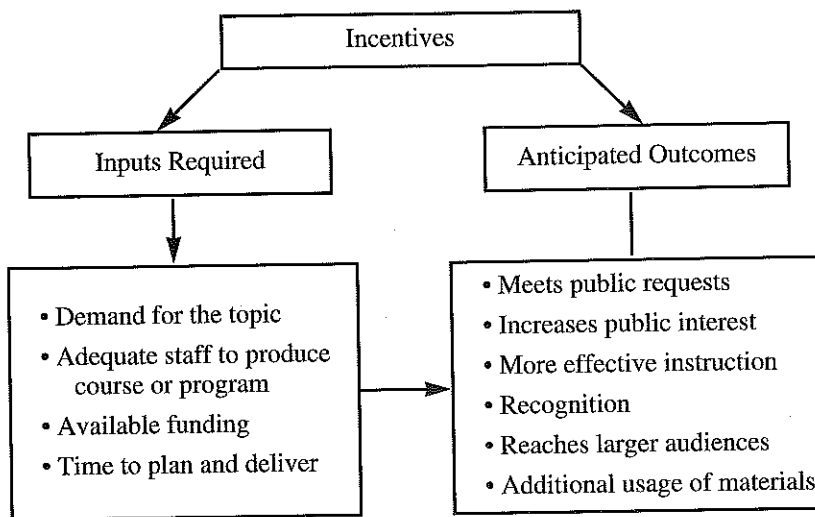 Incentives
Inputs Required
Anticipated Outcomes
• Demand for the topic
• Adequate staff to produce
course or program
• Available funding
• Time to plan and deliver
• Meets public requests
• Increases public interest
• More effective instruction
• Recognition
• Reaches larger audiences
• Additional usage of materials